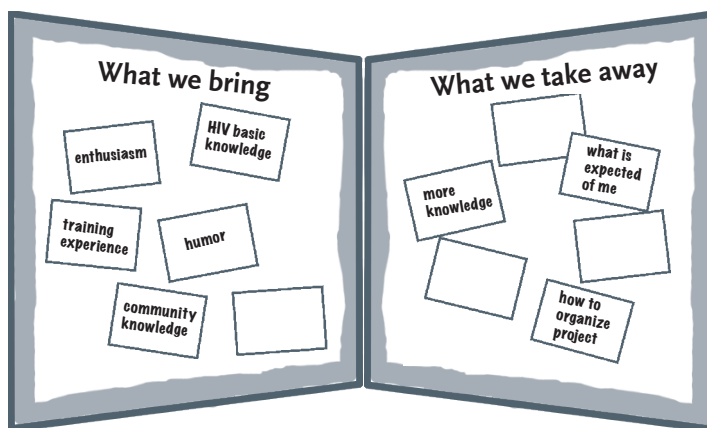 What we bring
enthusiasm
HIV basic
knowledge
training
experience
humor
community
knowledge
What we take away
what is
expected
of me
more
knowledge
how to
organize
project